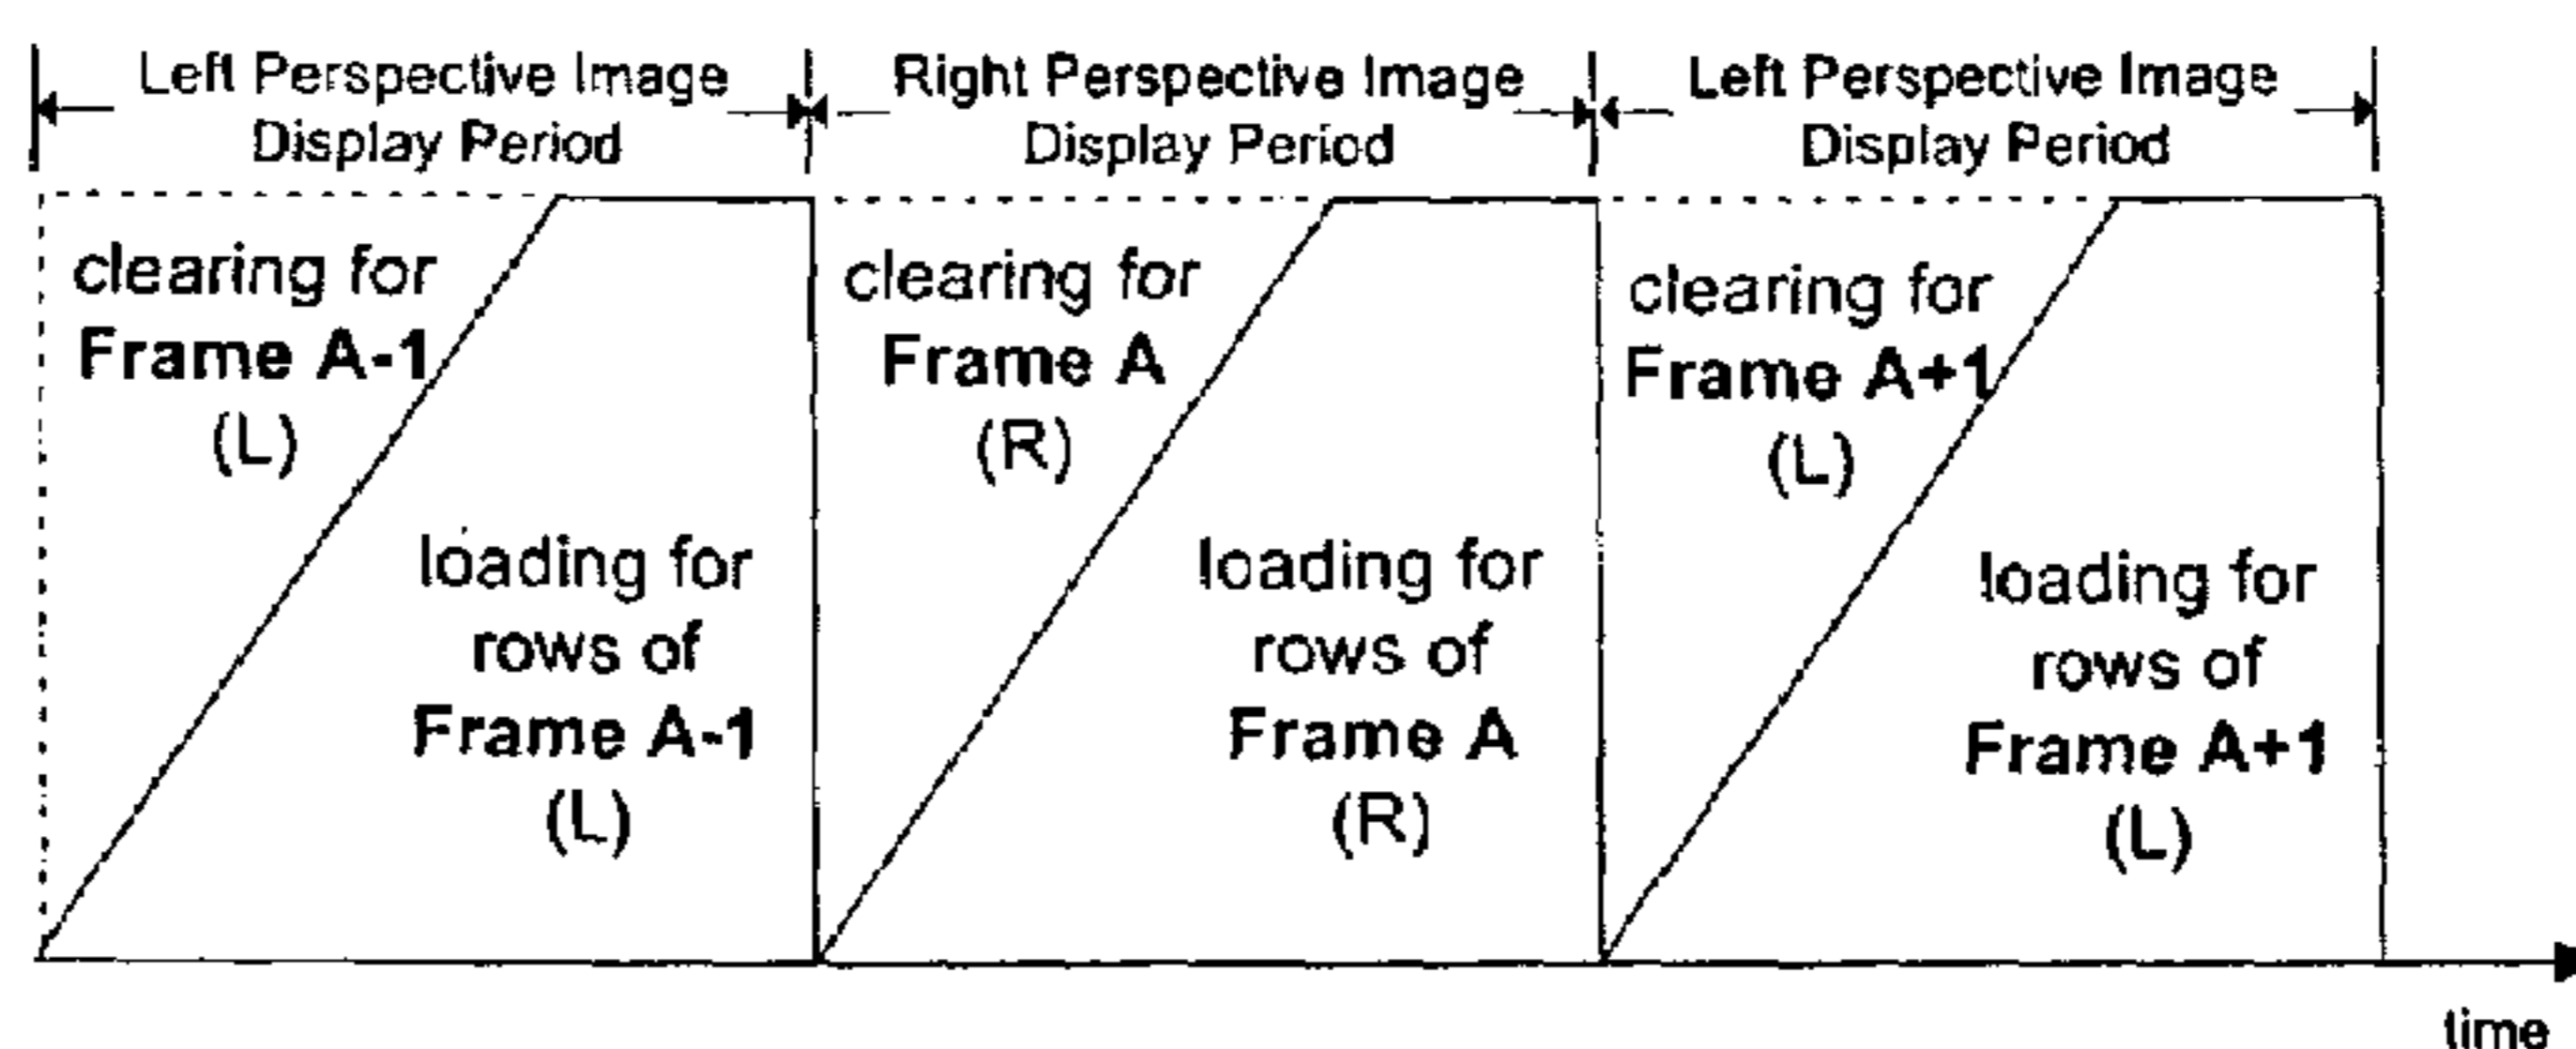 Left Perspective Image
Display Period
Right Perspective Image
Display Period
Left Perspective Image
Display Period
clearing for
Frame A-1
(L)
loading for
rows of
Frame A-1
(L)
clearing for
Frame A
(R)
loading for
rows of
Frame A
(R)
clearing for
Frame A+1
(L)
loading for
rows of
Frame A+1
(L)
time